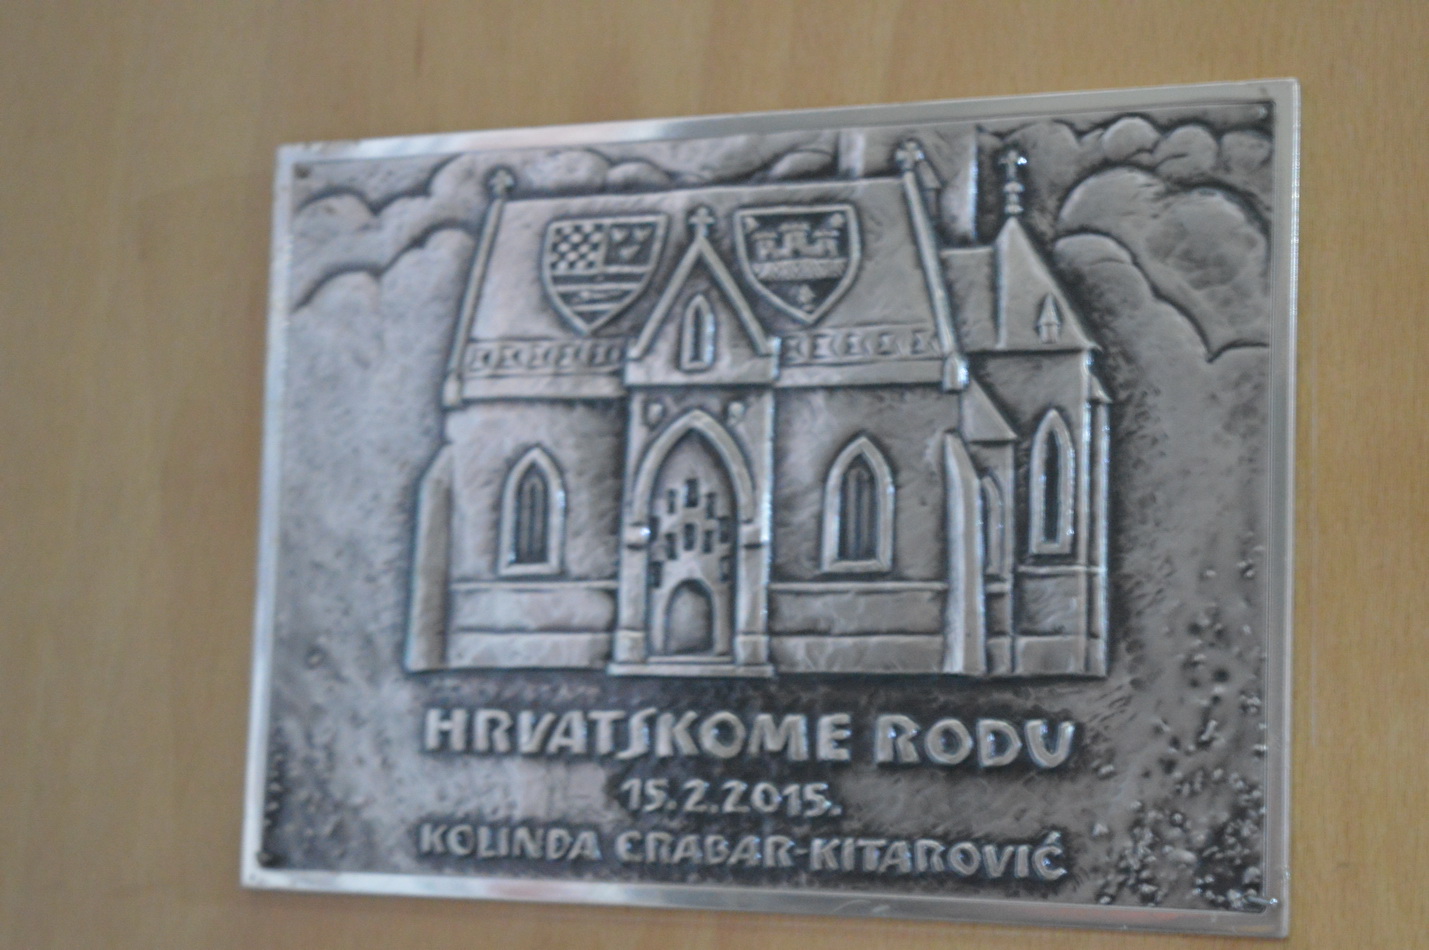 HRVATSKOME RODU
15.2.2015.
KOLINDA GRABAR-KITAROVIĆ